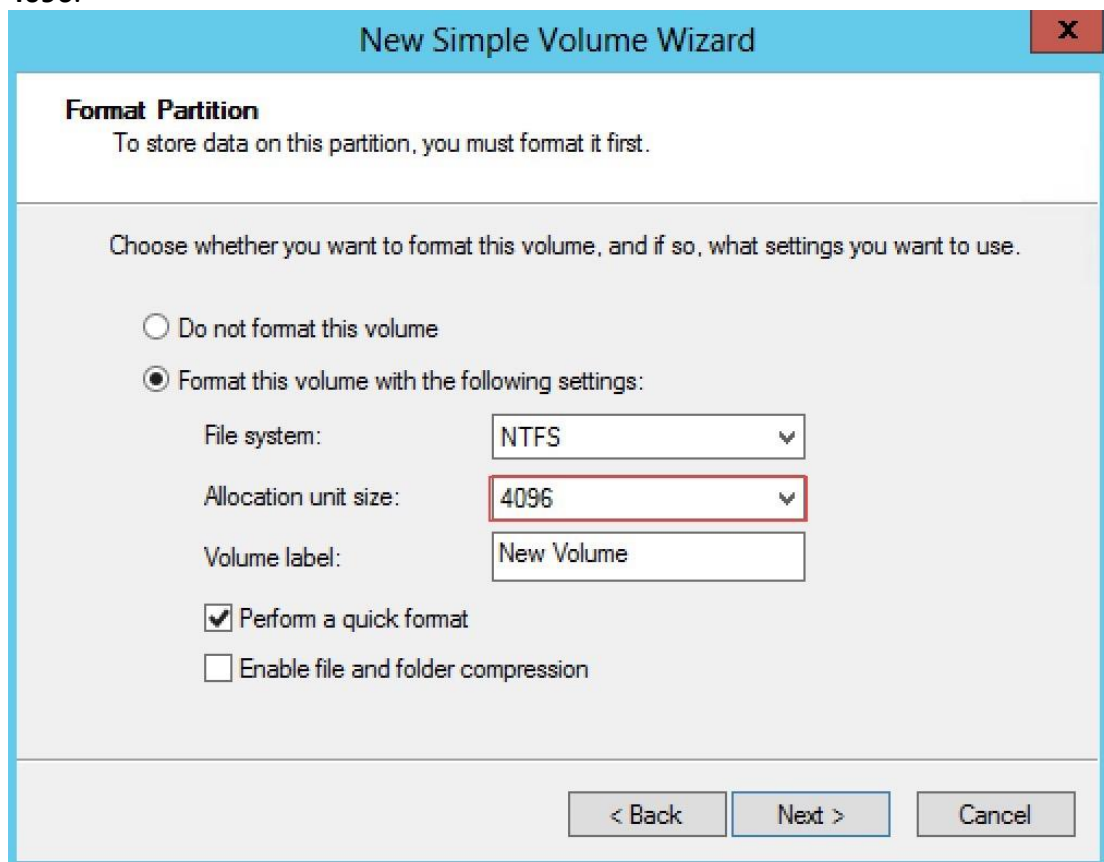 New Simple Volume Wizard
x
Format Partition
To store data on this partition, you must format it first.
Choose whether you want to format this volume, and if so, what settings you want to use.
Do not format this volume
Format this volume with the following settings:
File system: NTFS
Allocation unit size: 4096
Volume label: New Volume
Perform a quick format
Enable file and folder compression
< Back Next > Cancel